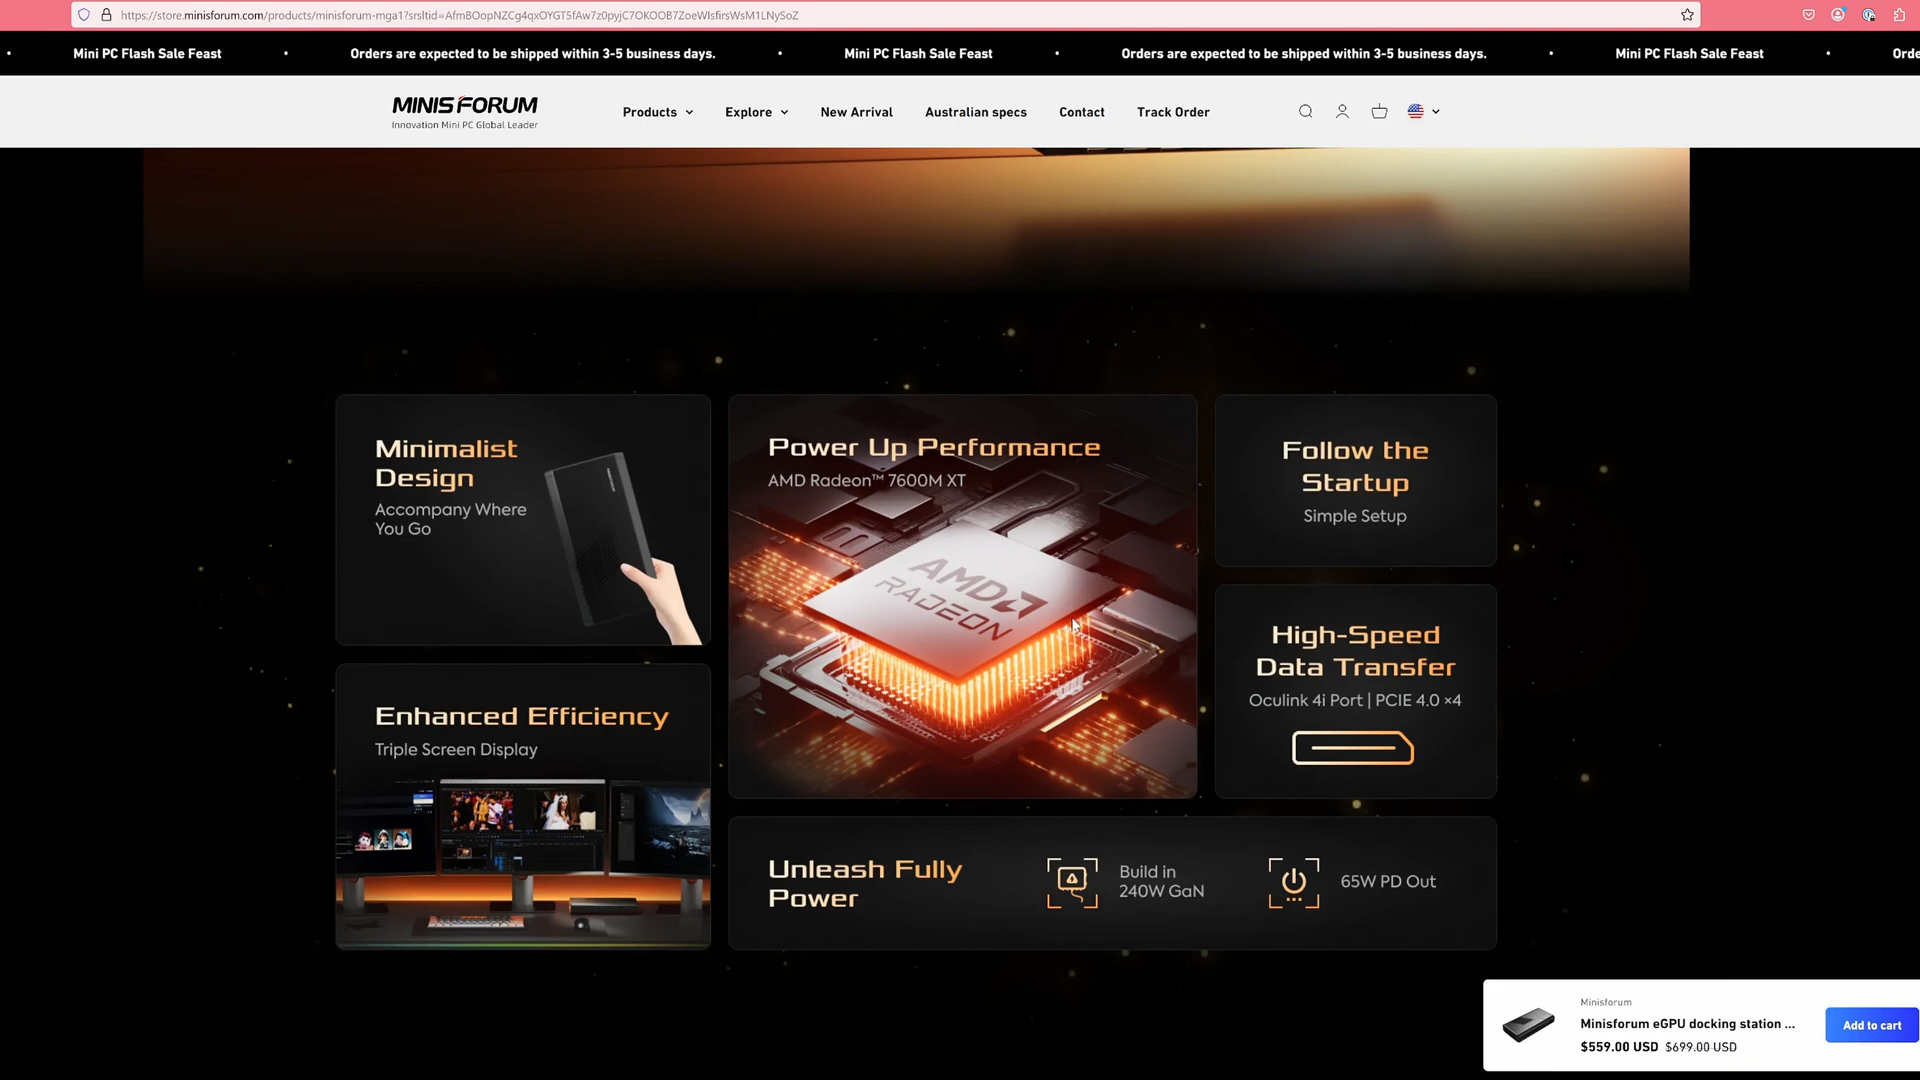 https://store.minisforum.com/products/minisforum-mga1?srsltid=AfmBOopNZCg4qxOYGT5fAw7z0pyjC7OKOOB7ZoeWIsfirsWsM1LNySoZ
Mini PC Flash Sale Feast • Orders are expected to be shipped within 3-5 business days. • Mini PC Flash Sale Feast • Orders are expected to be shipped within 3-5 business days. • Mini PC Flash Sale Feast • Orde
MINISFORUM
Innovation Mini PC Global Leader
Products
Explore
New Arrival
Australian specs
Contact
Track Order
Minimalist
Design
Accompany Where
You Go
Power Up Performance
AMD Radeon™ 7600M XT
AMD
RADEON
Follow the
Startup
Simple Setup
High-Speed
Data Transfer
Oculink 4i Port | PCIE 4.0 ×4
Enhanced Efficiency
Triple Screen Display
Unleash Fully
Power
Build in
240W GaN
65W PD Out
Minisforum
Minisforum eGPU docking station ...
$559.00 USD $699.00 USD
Add to cart